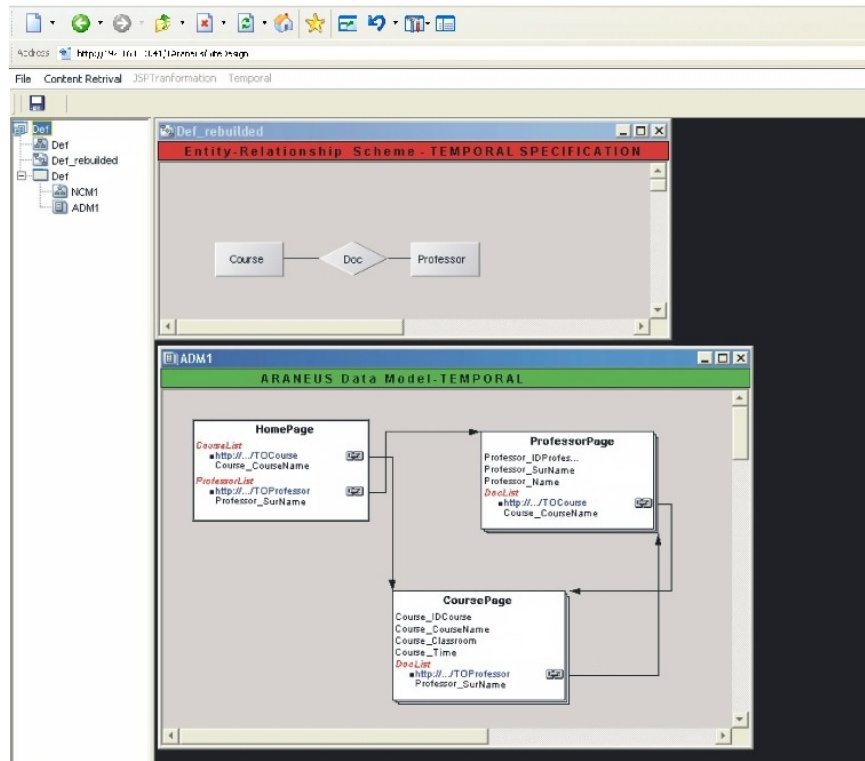 Address
File Content Retrival JSPTranformation Temporal
Def
Def
Def_rebuilded
Def
NCM1
ADM1
Def_rebuilded
Entity-Relationship Scheme - TEMPORAL SPECIFICATION
Course
Doc
Professor
ADM1
ARANEUS Data Model-TEMPORAL
HomePage
CourseList
http://.../TOCourse
Course_CourseName
ProfessorList
http://.../TOProfessor
Professor_SurName
ProfessorPage
Professor_IDProfes...
Professor_SurName
Professor_Name
DocList
http://.../TOCourse
Course_CourseName
CoursePage
Course_IDCourse
Course_CourseName
Course_Classroom
Course_Time
DocList
http://.../TOProfessor
Professor_SurName